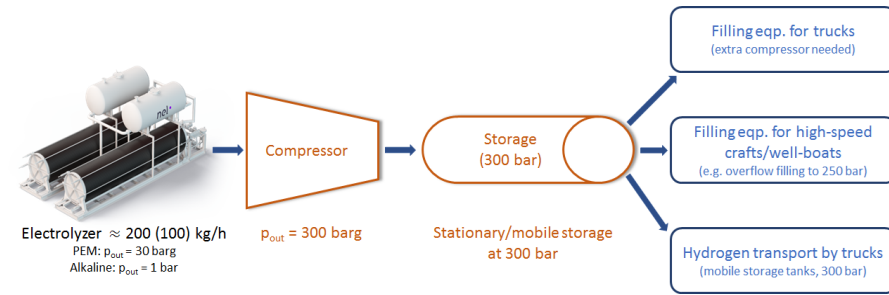 nel
Electrolyzer ≈ 200 (100) kg/h
PEM: pout = 30 barg
Alkaline: pout = 1 bar
Compressor
pout = 300 barg
Storage
(300 bar)
Stationary/mobile storage
at 300 bar
Filling eqp. for trucks
(extra compressor needed)
Filling eqp. for high-speed
crafts/well-boats
(e.g. overflow filling to 250 bar)
Hydrogen transport by trucks
(mobile storage tanks, 300 bar)